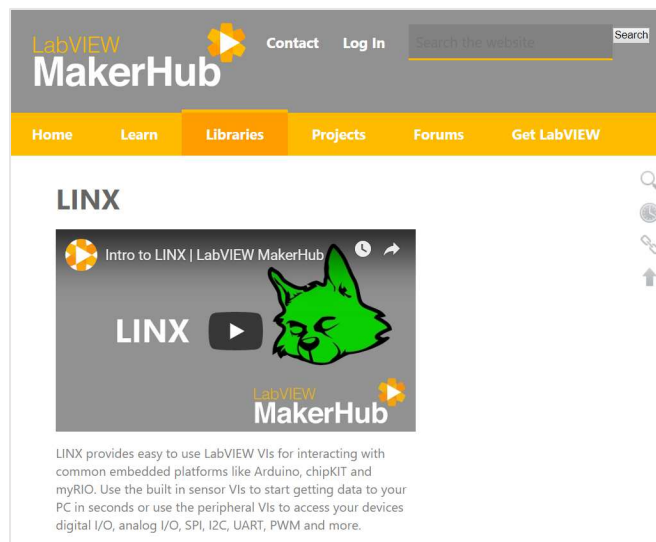 LabVIEW
MakerHub
Contact Log In
Search the website
Search
Home Learn Libraries Projects Forums Get LabVIEW
LINX
Intro to LINX | LabVIEW MakerHub
LINX
LabVIEW
MakerHub
LINX provides easy to use LabVIEW VIs for interacting with
common embedded platforms like Arduino, chipKIT and
myRIO. Use the built in sensor VIs to start getting data to your
PC in seconds or use the peripheral VIs to access your devices
digital I/O, analog I/O, SPI, I2C, UART, PWM and more.